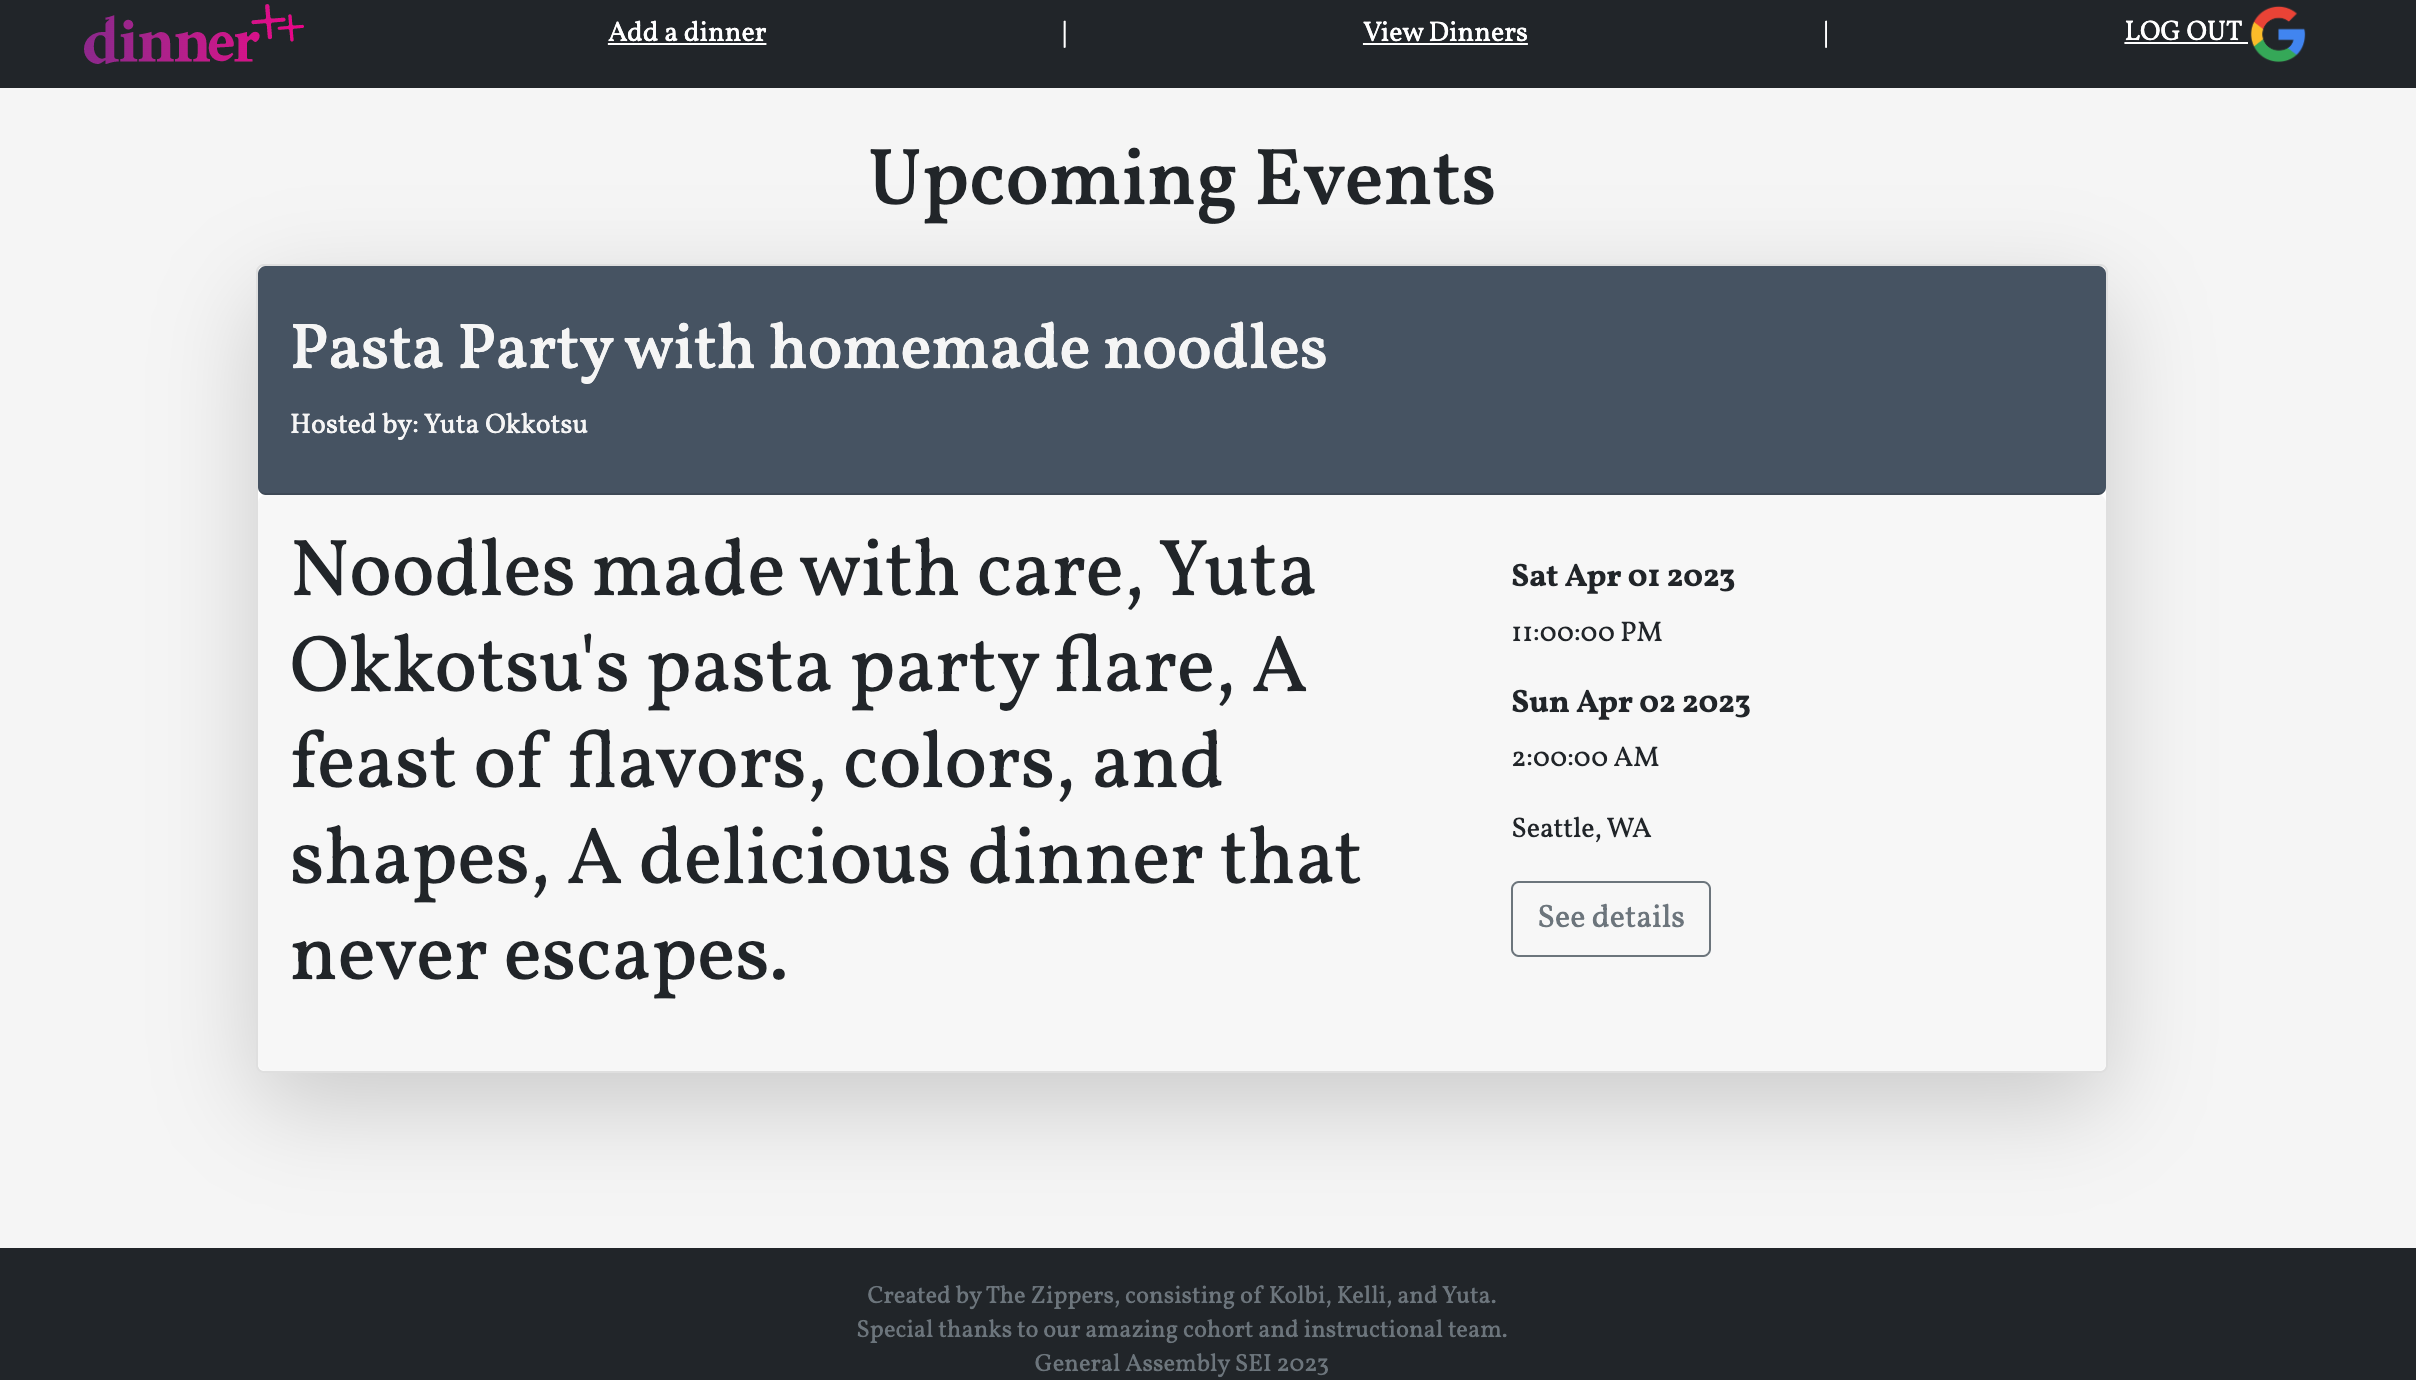 dinner++
Add a dinner | View Dinners | LOG OUT
Upcoming Events
Pasta Party with homemade noodles
Hosted by: Yuta Okkotsu
Noodles made with care, Yuta
Okkotsu's pasta party flare, A
feast of flavors, colors, and
shapes, A delicious dinner that
never escapes.
Sat Apr 01 2023
11:00:00 PM
Sun Apr 02 2023
2:00:00 AM
Seattle, WA
See details
Created by The Zippers, consisting of Kolbi, Kelli, and Yuta.
Special thanks to our amazing cohort and instructional team.
General Assembly SEI 2023